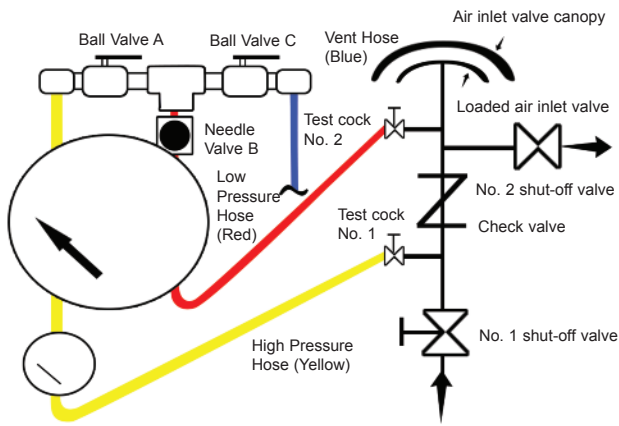 Ball Valve A
Ball Valve C
Vent Hose
(Blue)
Air inlet valve canopy
Loaded air inlet valve
Needle
Valve B
Test cock
No. 2
Low
Pressure
Hose
(Red)
No. 2 shut-off valve
Test cock
No. 1
Check valve
High Pressure
Hose (Yellow)
No. 1 shut-off valve